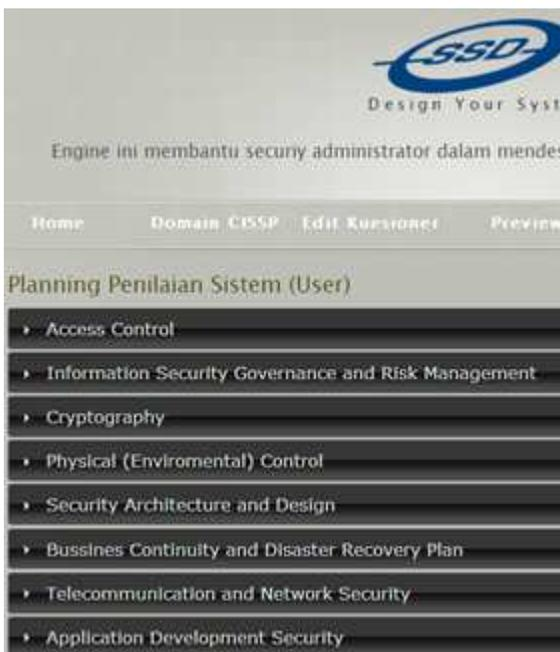 SSD
Design Your Syst
Engine ini membantu securiy administrator dalam mendes
Home Domain CISSP Edit Kuesioner Preview
Planning Penilaian Sistem (User)
Access Control
Information Security Governance and Risk Management
Cryptography
Physical (Enviromental) Control
Security Architecture and Design
Bussines Continuity and Disaster Recovery Plan
Telecommunication and Network Security
Application Development Security